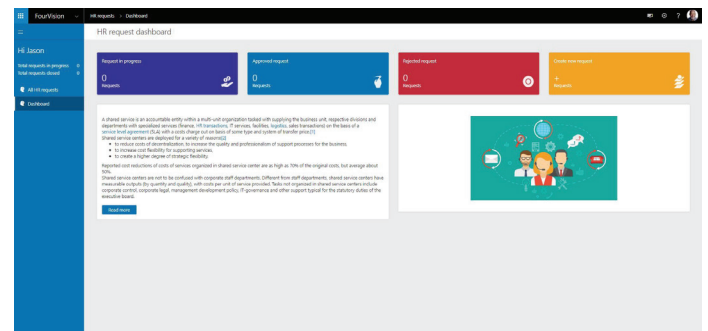 FourVision
HR requests > Dashboard
?
HR request dashboard
Hi Jason
Total requests in progress 0
Total requests closed 0
All HR requests
Dashboard
Request in progress
0
Requests
Approved request
0
Requests
Rejected request
0
Requests
Create new request
+
Requests
A shared service is an accountable entity within a multi-unit organization tasked with supplying the business unit, respective divisions and
departments with specialized services (finance, HR transactions, IT services, facilities, logistics, sales transactions) on the basis of a
service level agreement (SLA) with a costs charge out on basis of some type and system of transfer price.[1]
Shared service centers are deployed for a variety of reasons[2]
• to reduce costs of decentralization, to increase the quality and professionalism of support processes for the business.
• to increase cost flexibility for supporting services.
• to create a higher degree of strategic flexibility.
Reported cost reductions of costs of services organized in shared service center are as high as 70% of the original costs, but average about
50%.
Shared service centers are not to be confused with corporate staff departments. Different from staff departments, shared service centers have
measurable outputs (by quantity and quality), with costs per unit of service provided. Tasks not organized in shared service centers include
corporate control, corporate legal, management development policy, IT governance and other support typical for the statutory duties of the
executive board.
Read more